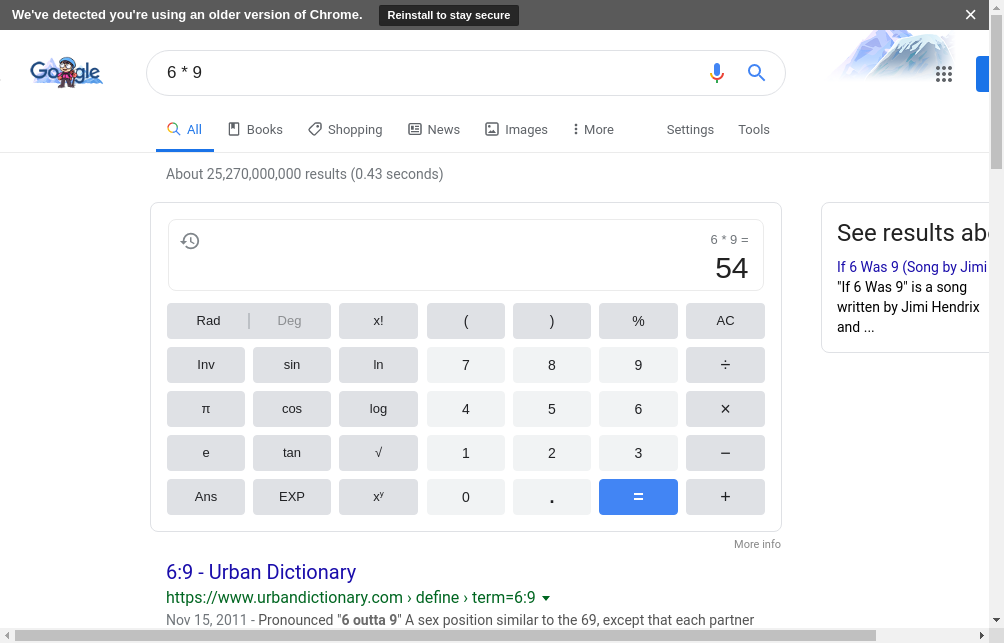 We've detected you're using an older version of Chrome. Reinstall to stay secure
Google
6 * 9
All Books Shopping News Images More Settings Tools
About 25,270,000,000 results (0.43 seconds)
6 * 9 =
54
Rad Deg x! ( ) % AC
Inv sin ln 7 8 9 ÷
π cos log 4 5 6 ×
e tan √ 1 2 3 −
Ans EXP xʸ 0 . = +
More info
See results abo
If 6 Was 9 (Song by Jimi
"If 6 Was 9" is a song
written by Jimi Hendrix
and ...
6:9 - Urban Dictionary
https://www.urbandictionary.com › define › term=6:9
Nov 15, 2011 - Pronounced "6 outta 9" A sex position similar to the 69, except that each partner